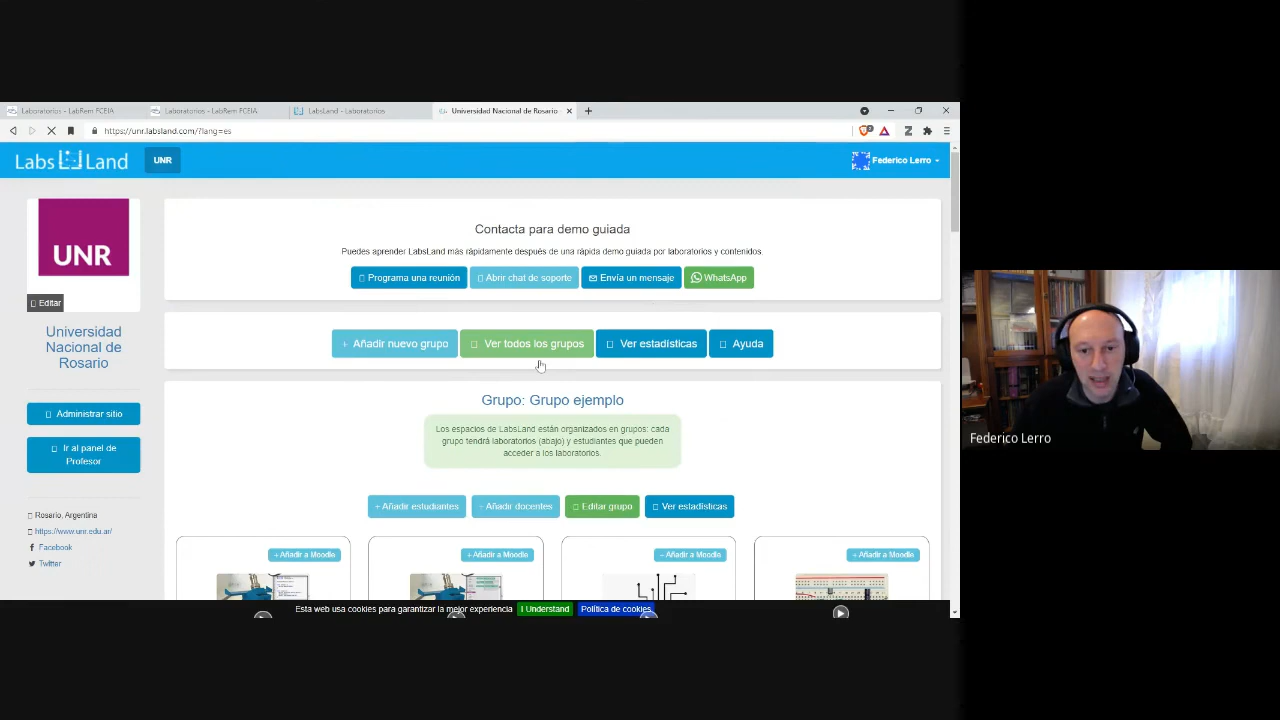 Laboratorios - LabRem FCEIA
Laboratorios - LabRem FCEIA
LabsLand - Laboratorios
Universidad Nacional de Rosario
https://unr.labsland.com/?lang=es
Labs Land
UNR
Federico Lerro
UNR
Editar
Universidad
Nacional de
Rosario
Administrar sitio
Ir al panel de
Profesor
Rosario, Argentina
https://www.unr.edu.ar/
Facebook
Twitter
Contacta para demo guiada
Puedes aprender LabsLand más rápidamente después de una rápida demo guiada por laboratorios y contenidos
Programa una reunión
Abrir chat de soporte
Envía un mensaje
WhatsApp
+ Añadir nuevo grupo
Ver todos los grupos
Ver estadísticas
Ayuda
Grupo: Grupo ejemplo
Los espacios de LabsLand están organizados en grupos: cada
grupo tendrá laboratorios (abajo) y estudiantes que pueden
acceder a los laboratorios.
+ Añadir estudiantes
+ Añadir docentes
Editar grupo
Ver estadísticas
+ Añadir a Moodle
+ Añadir a Moodle
+ Añadir a Moodle
+ Añadir a Moodle
Esta web usa cookies para garantizar la mejor experiencia
I Understand
Política de cookies.
Federico Lerro